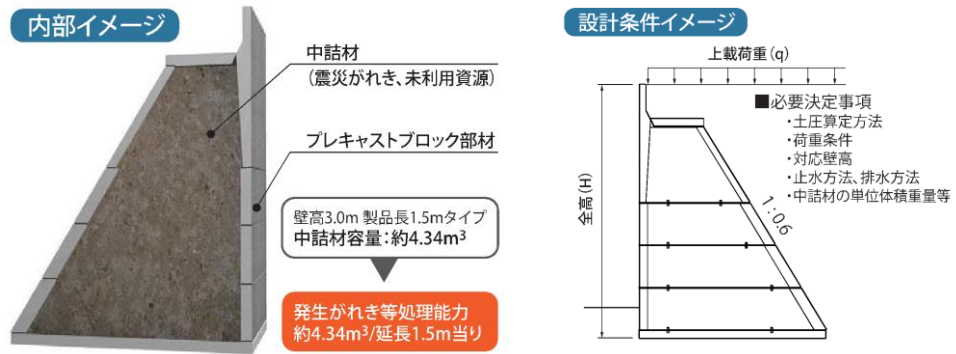 内部イメージ
中詰材
(震災がれき、未利用資源)
プレキャストブロック部材
壁高3.0m 製品長1.5mタイプ
中詰材容量:約4.34m³
発生がれき等処理能力
約4.34m³/延長1.5m当り
設計条件イメージ
上載荷重(q)
■必要決定事項
・土圧算定方法
・荷重条件
・対応壁高
・止水方法、排水方法
・中詰材の単位体積重量等
全高(H)
1:0.6